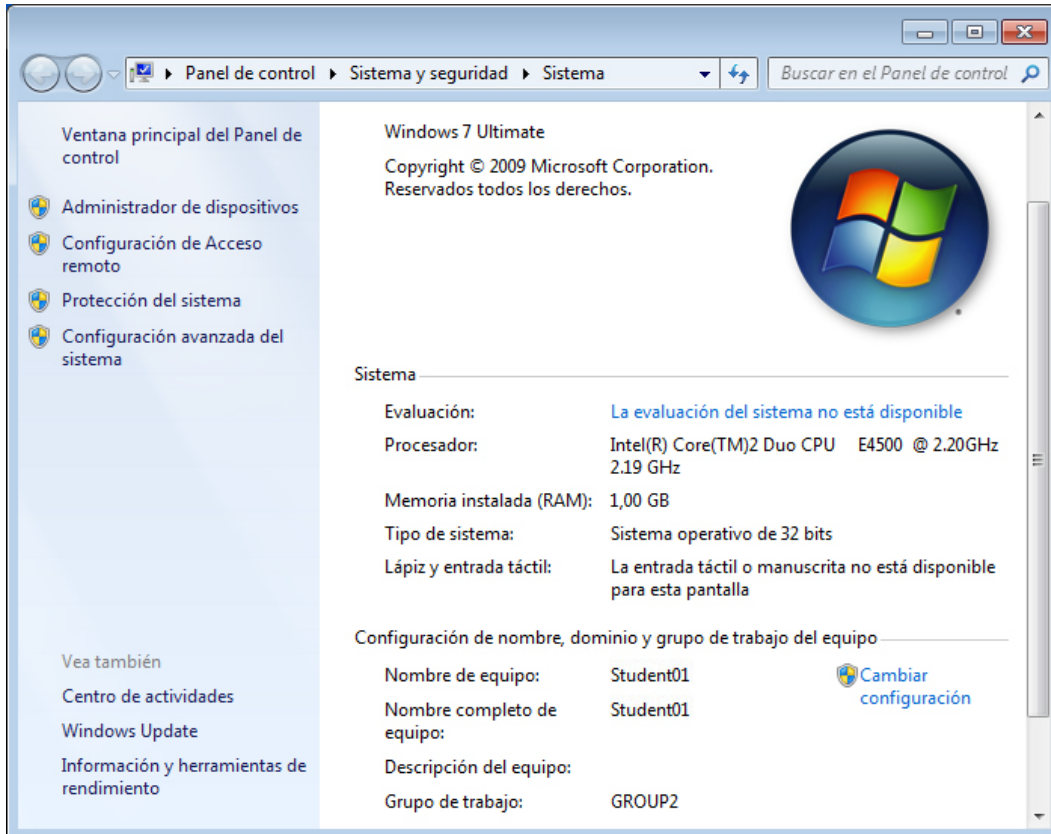 Panel de control Sistema y seguridad Sistema
Buscar en el Panel de control
Ventana principal del Panel de
control
Administrador de dispositivos
Configuración de Acceso
remoto
Protección del sistema
Configuración avanzada del
sistema
Vea también
Centro de actividades
Windows Update
Información y herramientas de
rendimiento
Windows 7 Ultimate
Copyright © 2009 Microsoft Corporation.
Reservados todos los derechos.
Sistema
Evaluación: La evaluación del sistema no está disponible
Procesador: Intel(R) Core(TM)2 Duo CPU E4500 @ 2.20GHz
2.19 GHz
Memoria instalada (RAM): 1,00 GB
Tipo de sistema: Sistema operativo de 32 bits
Lápiz y entrada táctil: La entrada táctil o manuscrita no está disponible
para esta pantalla
Configuración de nombre, dominio y grupo de trabajo del equipo
Nombre de equipo: Student01 Cambiar
configuración
Nombre completo de Student01
equipo:
Descripción del equipo:
Grupo de trabajo: GROUP2